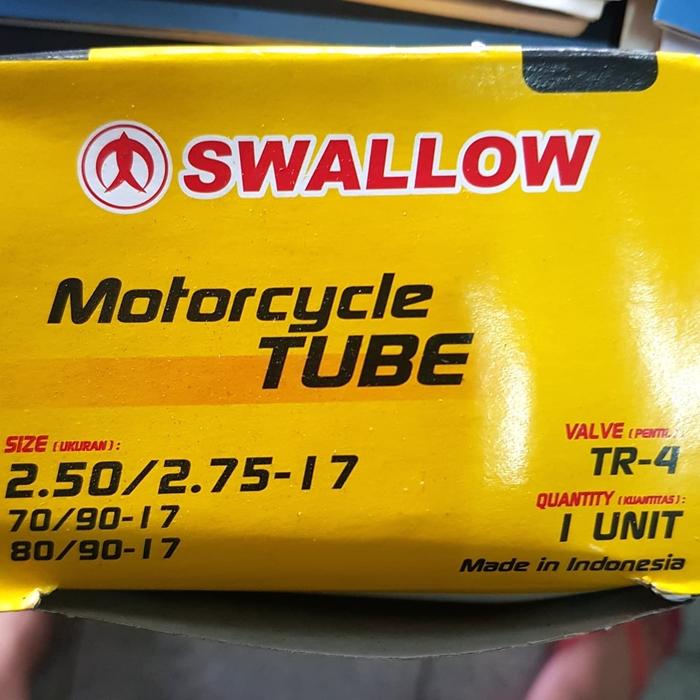 SWALLOW
Motorcycle
TUBE
SIZE (UKURAN):
2.50/2.75-17
70/90-17
80/90-17
VALVE
TR-4
QUANTITY (KUANTITAS):
1 UNIT
Made in Indonesia